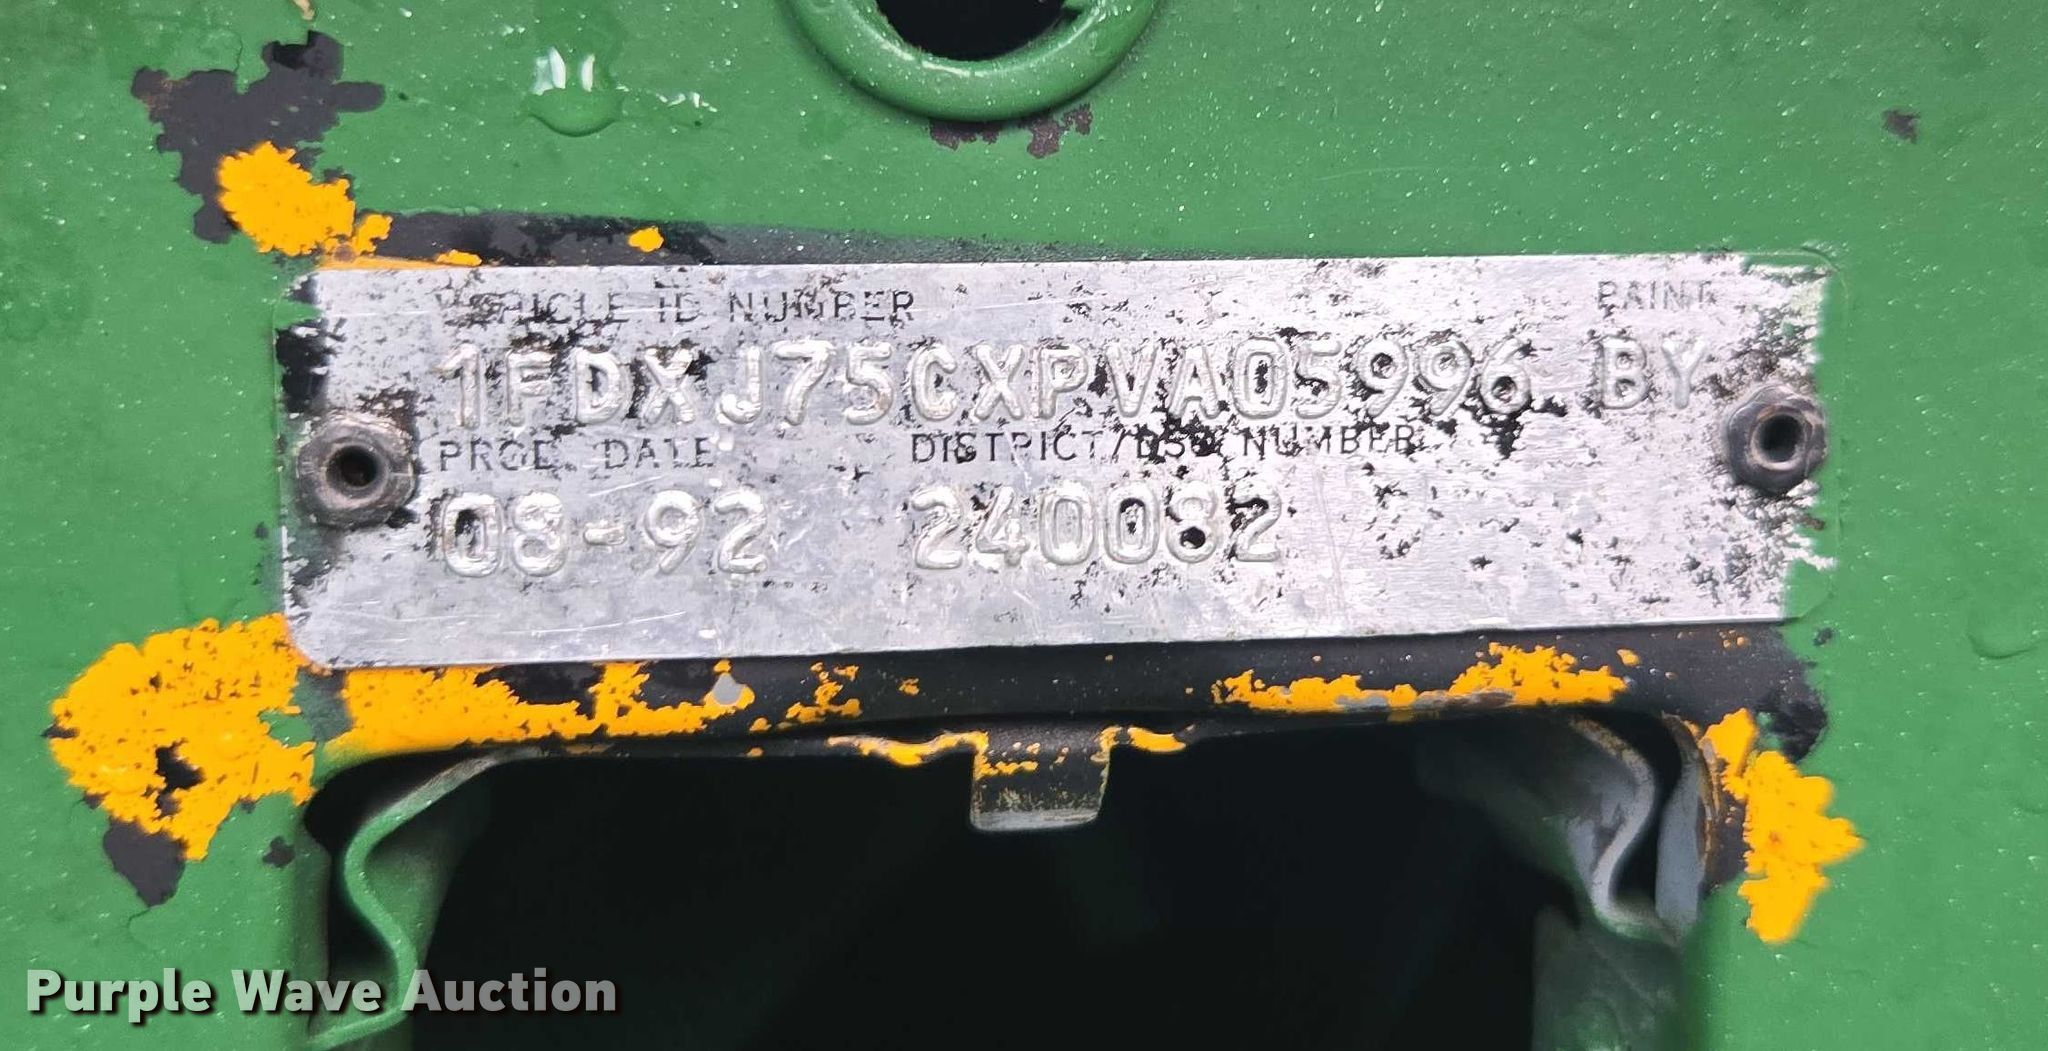 VEHICLE ID NUMBER PAINT
1FDXJ75CXPVA05996 BY
PROD. DATE DISTRICT/DSO NUMBER
08-92 240082
Purple Wave Auction